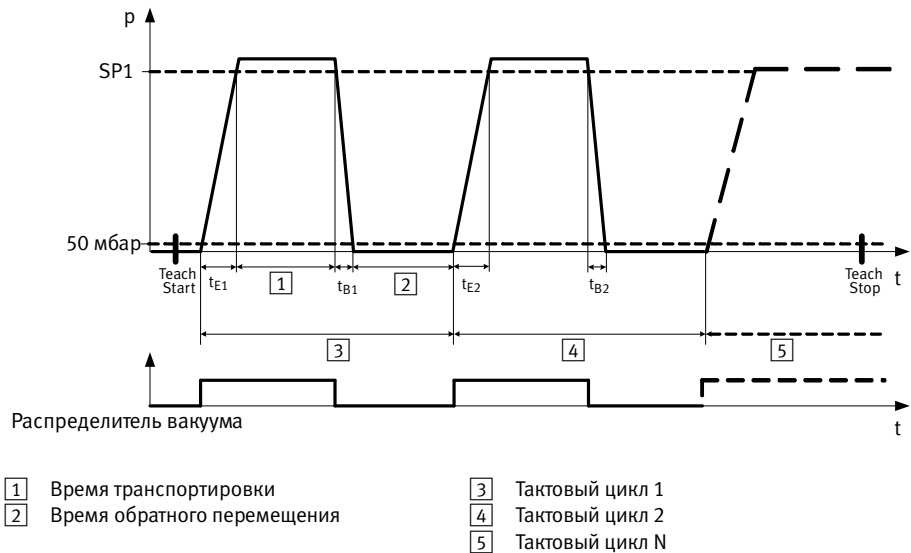 p
SP1
50 мбар
Teach Start
tE1
1
tB1
2
tE2
tB2
Teach Stop
t
3
4
5
Распределитель вакуума
t
1 Время транспортировки
2 Время обратного перемещения
3 Тактовый цикл 1
4 Тактовый цикл 2
5 Тактовый цикл N